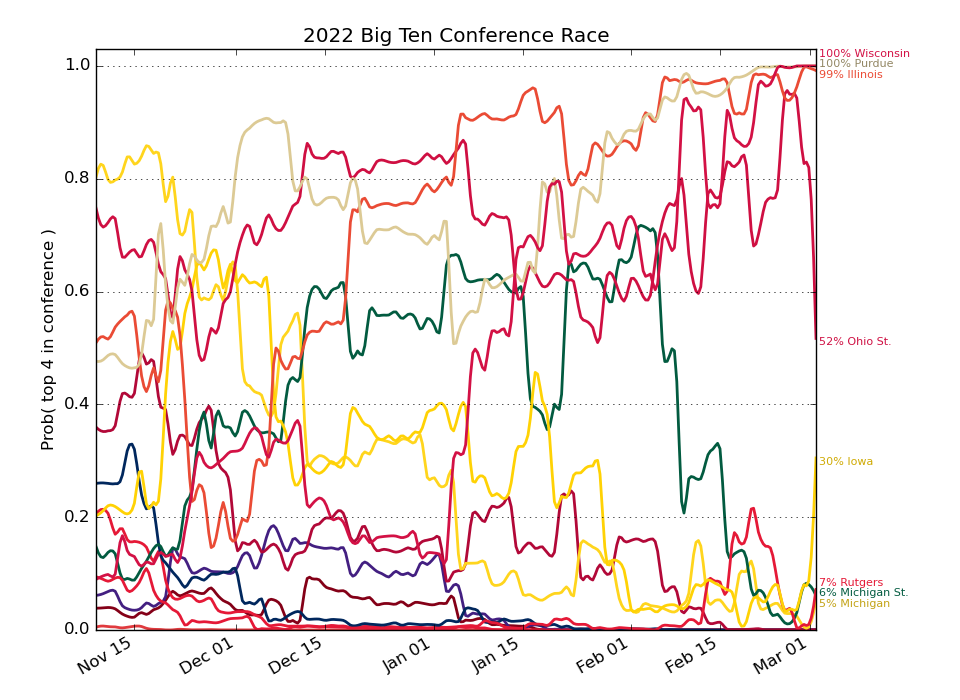 2022 Big Ten Conference Race
Prob( top 4 in conference )
1.0
0.8
0.6
0.4
0.2
0.0
Nov 15
Dec 01
Dec 15
Jan 01
Jan 15
Feb 01
Feb 15
Mar 01
100% Wisconsin
100% Purdue
99% Illinois
52% Ohio St.
30% Iowa
7% Rutgers
6% Michigan St.
5% Michigan